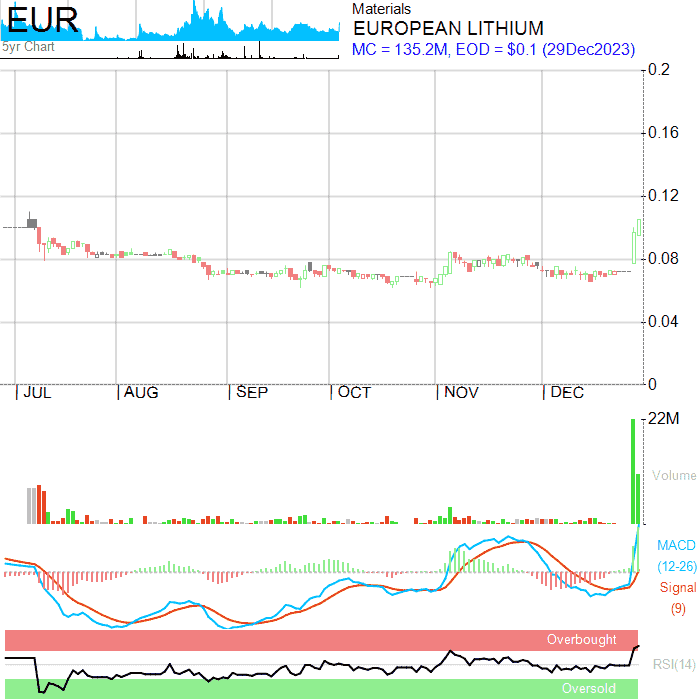 EUR
5yr Chart
Materials
EUROPEAN LITHIUM
MC = 135.2M, EOD = $0.1 (29Dec2023)
0.2
0.16
0.12
0.08
0.04
0
JUL
AUG
SEP
OCT
NOV
DEC
22M
Volume
MACD
(12-26)
Signal
(9)
Overbought
RSI(14)
Oversold